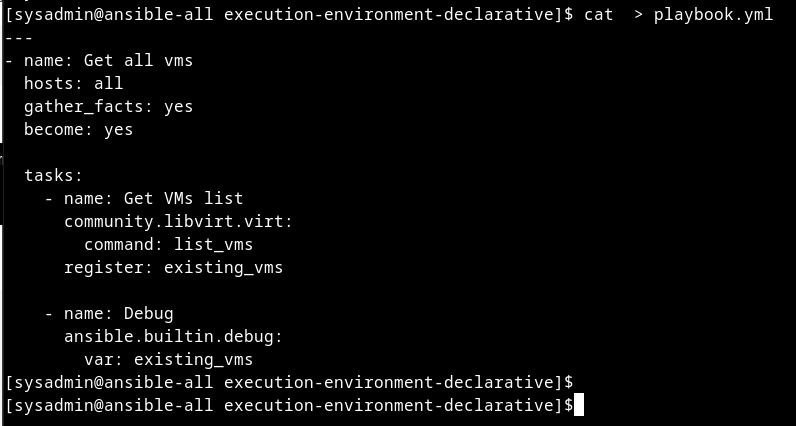 [sysadmin@ansible-all execution-environment-declarative]$ cat  > playbook.yml
---
- name: Get all vms
  hosts: all
  gather_facts: yes
  become: yes

  tasks:
    - name: Get VMs list
      community.libvirt.virt:
        command: list_vms
      register: existing_vms

    - name: Debug
      ansible.builtin.debug:
        var: existing_vms
[sysadmin@ansible-all execution-environment-declarative]$
[sysadmin@ansible-all execution-environment-declarative]$